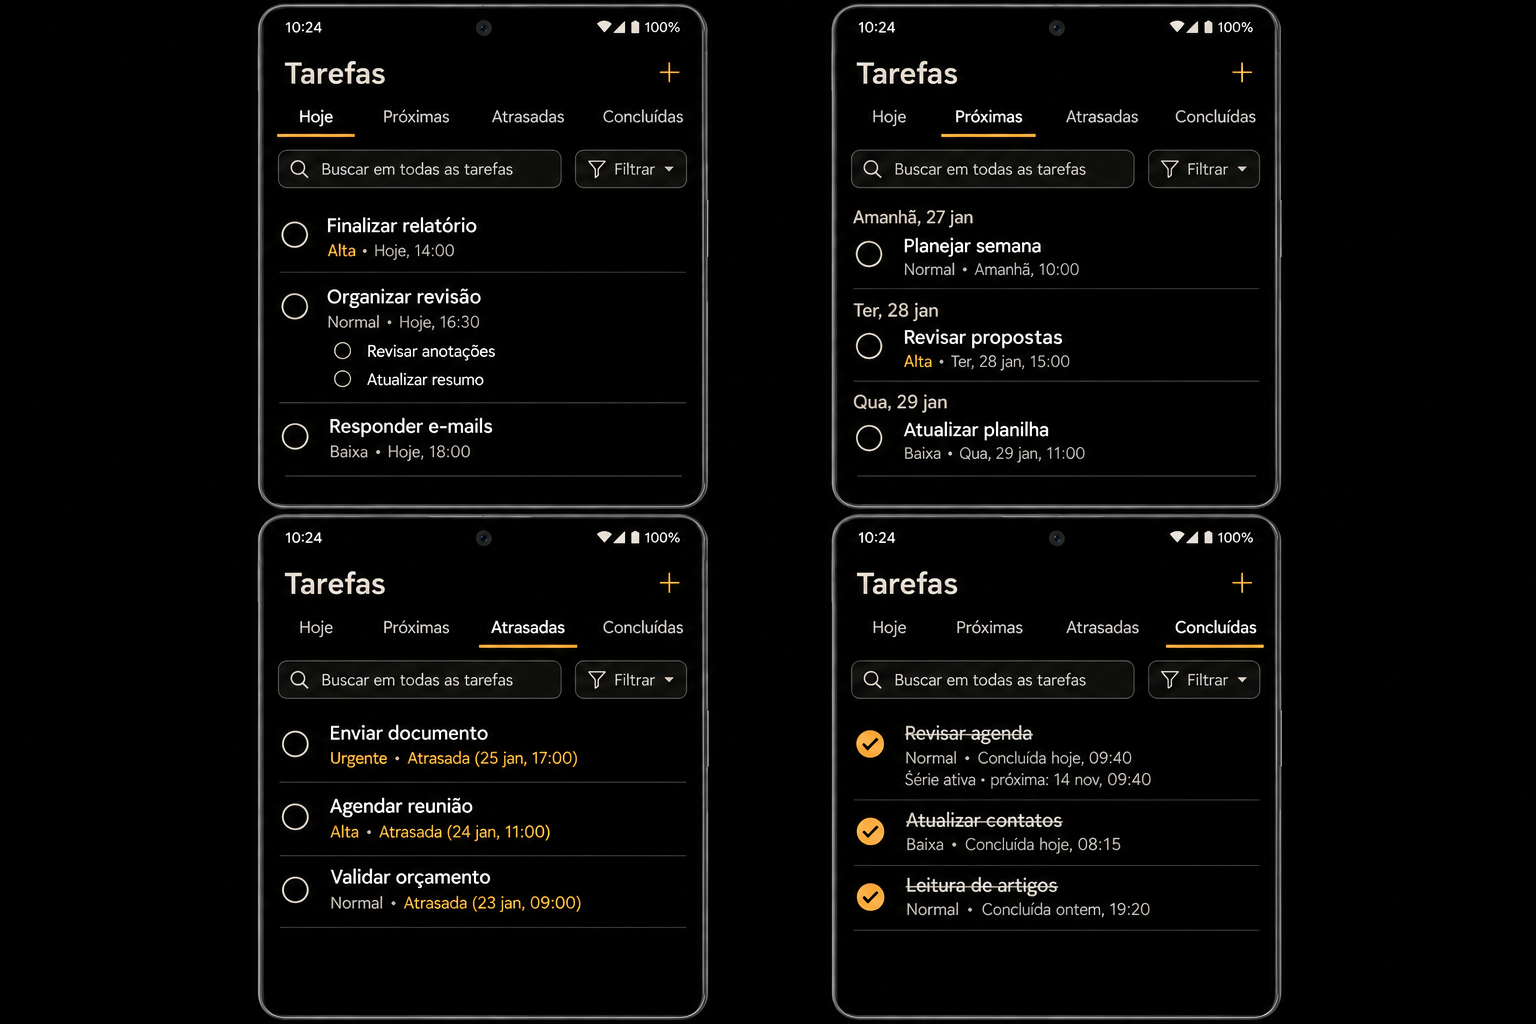 10:24 100%
Tarefas +
Hoje Próximas Atrasadas Concluídas
Buscar em todas as tarefas Filtrar
Finalizar relatório
Alta • Hoje, 14:00
Organizar revisão
Normal • Hoje, 16:30
Revisar anotações
Atualizar resumo
Responder e-mails
Baixa • Hoje, 18:00
10:24 100%
Tarefas +
Hoje Próximas Atrasadas Concluídas
Buscar em todas as tarefas Filtrar
Amanhã, 27 jan
Planejar semana
Normal • Amanhã, 10:00
Ter, 28 jan
Revisar propostas
Alta • Ter, 28 jan, 15:00
Qua, 29 jan
Atualizar planilha
Baixa • Qua, 29 jan, 11:00
10:24 100%
Tarefas +
Hoje Próximas Atrasadas Concluídas
Buscar em todas as tarefas Filtrar
Enviar documento
Urgente • Atrasada (25 jan, 17:00)
Agendar reunião
Alta • Atrasada (24 jan, 11:00)
Validar orçamento
Normal • Atrasada (23 jan, 09:00)
10:24 100%
Tarefas +
Hoje Próximas Atrasadas Concluídas
Buscar em todas as tarefas Filtrar
Revisar agenda
Normal • Concluída hoje, 09:40
Série ativa • próxima: 14 nov, 09:40
Atualizar contatos
Baixa • Concluída hoje, 08:15
Leitura de artigos
Normal • Concluída ontem, 19:20